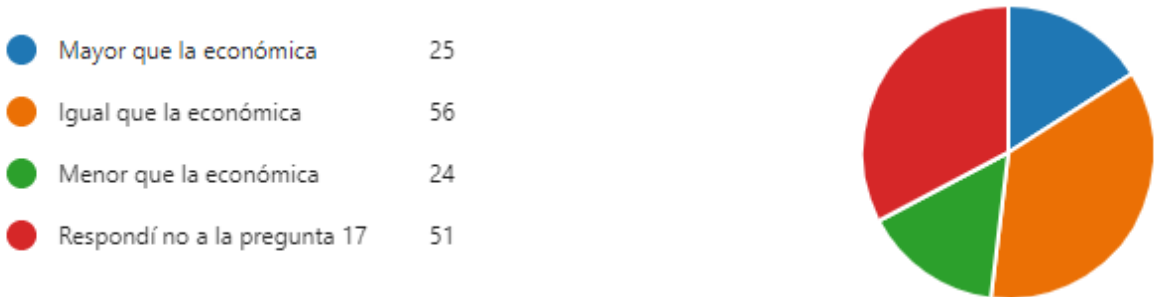 Mayor que la económica 25
Igual que la económica 56
Menor que la económica 24
Respondí no a la pregunta 17 51